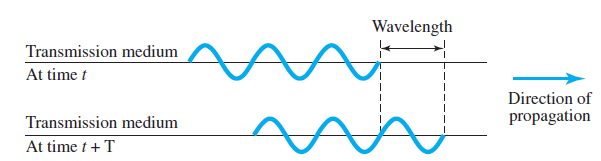 Wavelength
Transmission medium
At time t
Direction of
propagation
Transmission medium
At time t + T